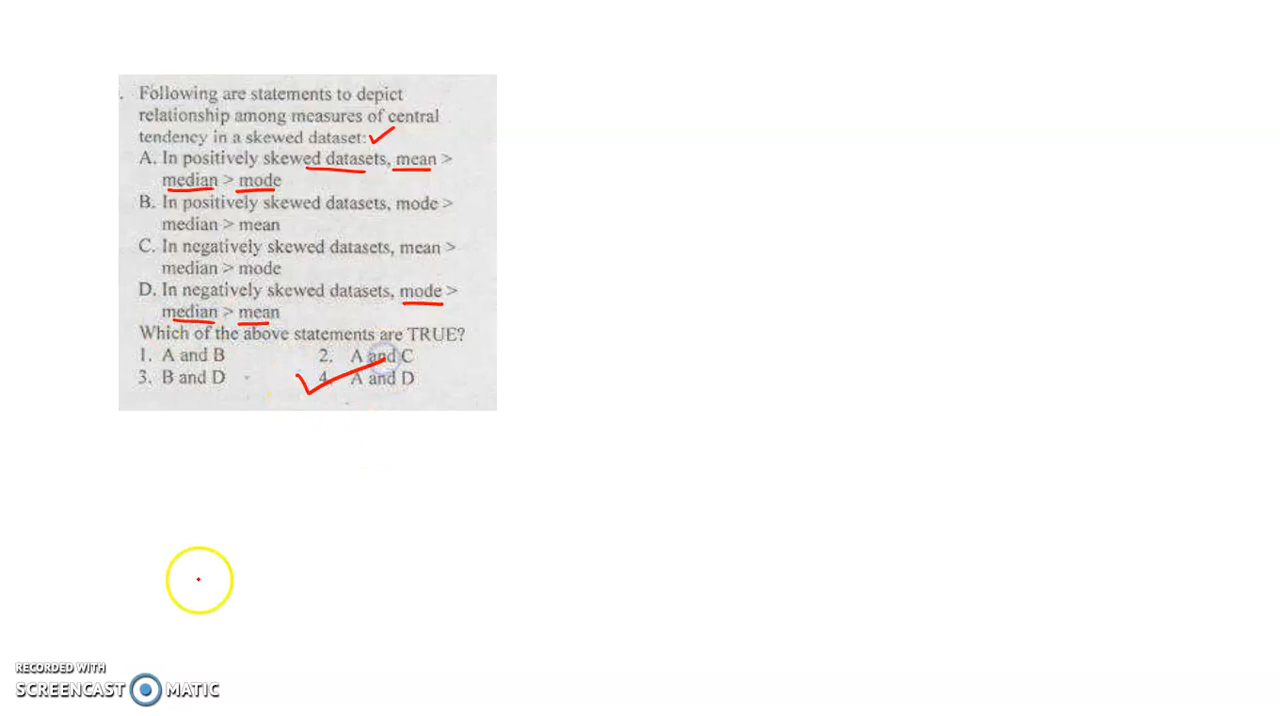 Following are statements to depict
relationship among measures of central
tendency in a skewed dataset:
A. In positively skewed datasets, mean >
median > mode
B. In positively skewed datasets, mode >
median > mean
C. In negatively skewed datasets, mean >
median > mode
D. In negatively skewed datasets, mode >
median > mean
Which of the above statements are TRUE?
1. A and B 2. A and C
3. B and D 4. A and D
RECORDED WITH
SCREENCAST MATIC